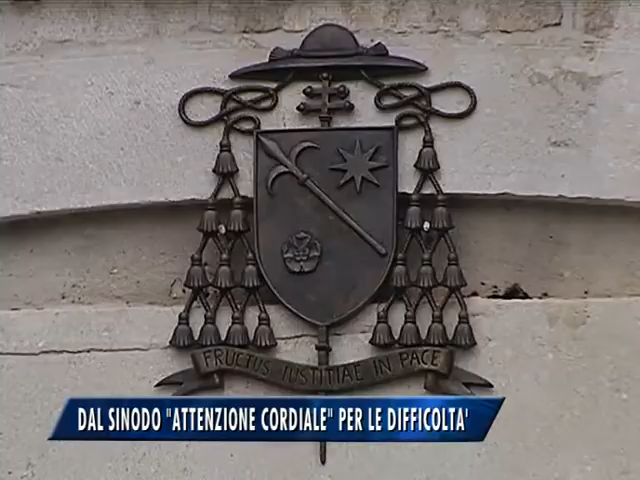 FRUCTUS IUSTITIAE IN PACE
DAL SINODO "ATTENZIONE CORDIALE" PER LE DIFFICOLTA'